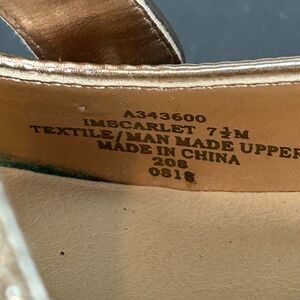 A343600
IMSCARLET 7½M
TEXTILE/MAN MADE UPPER
MADE IN CHINA
208
0818